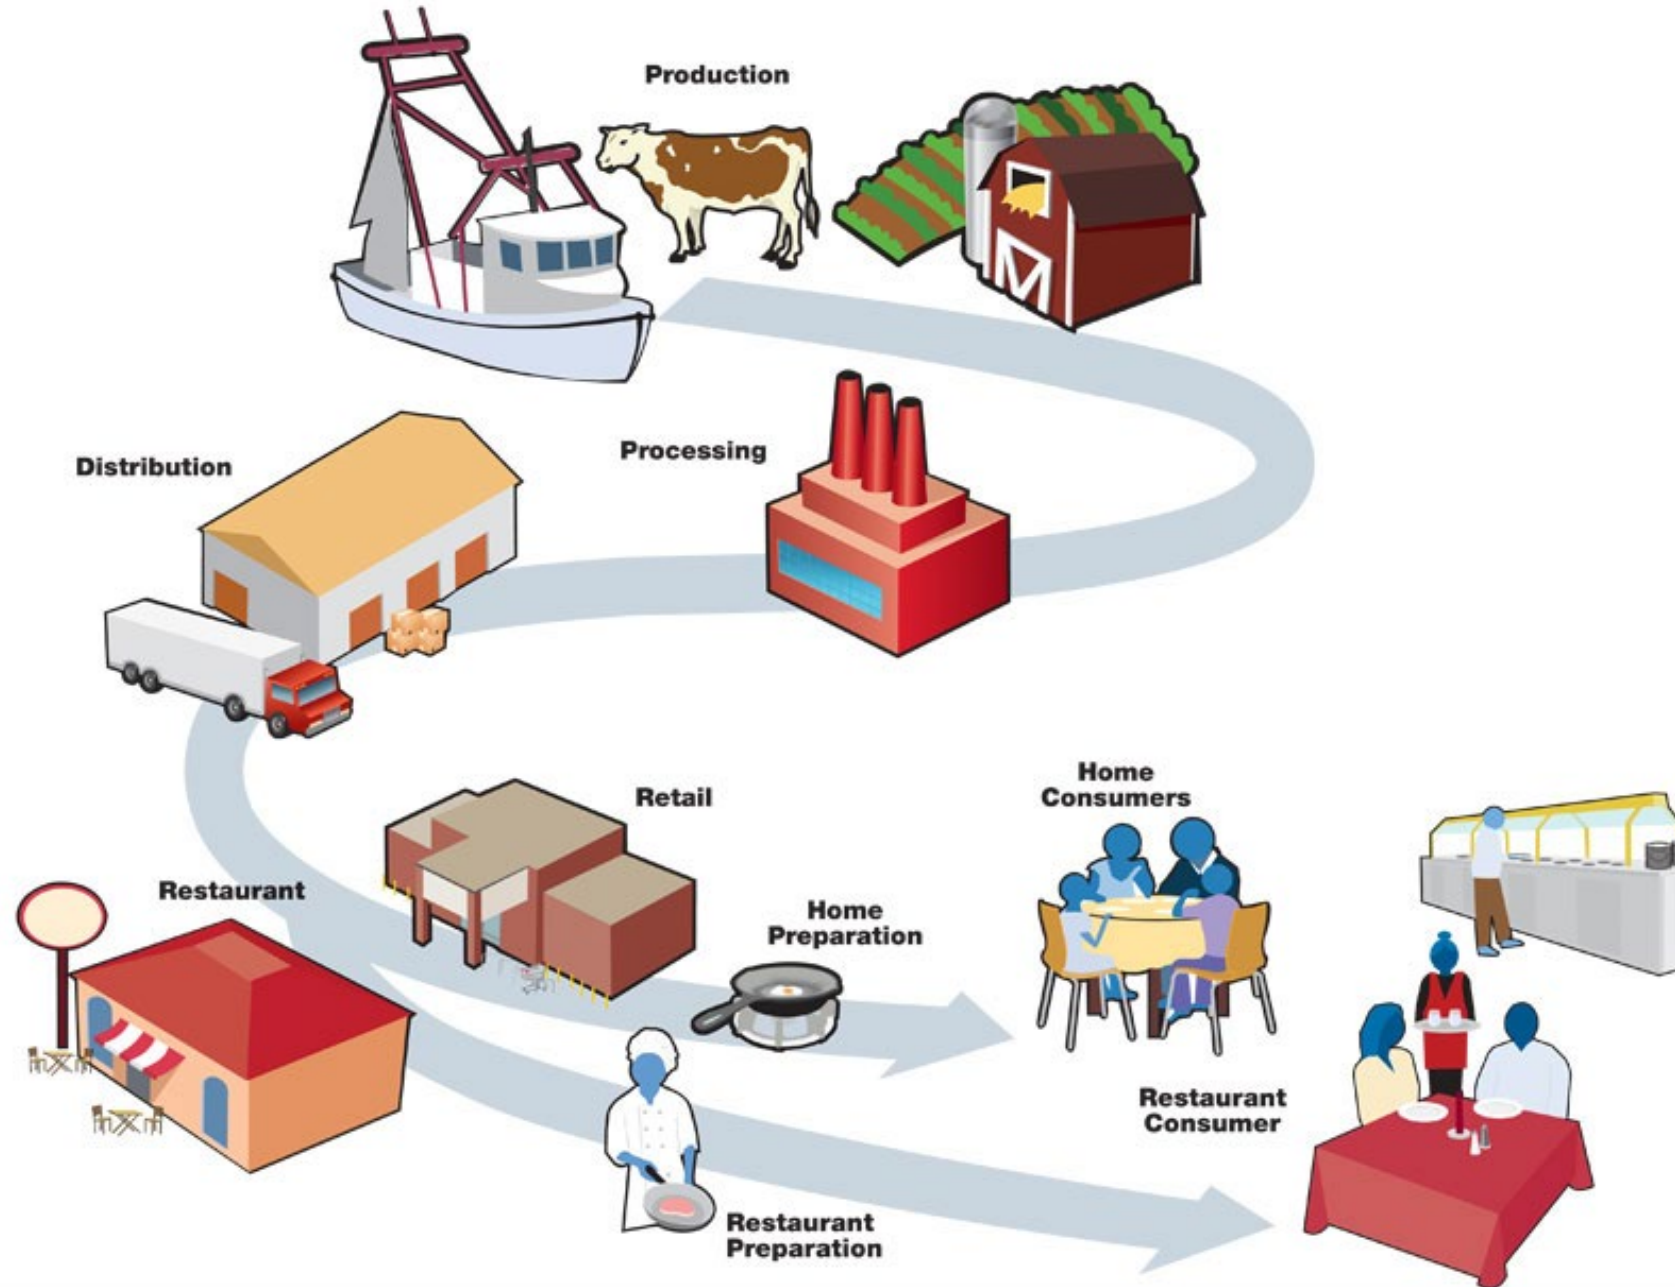 Production
Processing
Distribution
Retail
Restaurant
Home
Preparation
Home
Consumers
Restaurant
Preparation
Restaurant
Consumer